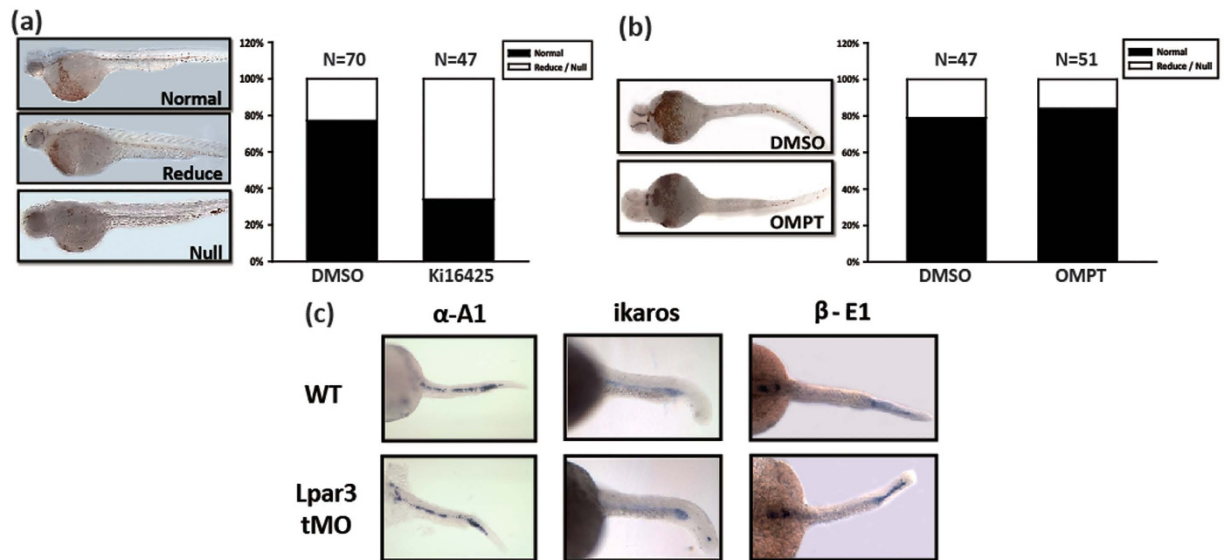 (a)
Normal
Reduce
Null
120%
100%
80%
60%
40%
20%
0%
N=70 N=47
Normal
Reduce / Null
DMSO Ki16425
(b)
DMSO
OMPT
120%
100%
80%
60%
40%
20%
0%
N=47 N=51
Normal
Reduce / Null
DMSO OMPT
(c)
α-A1 ikaros β - E1
WT
Lpar3
tMO